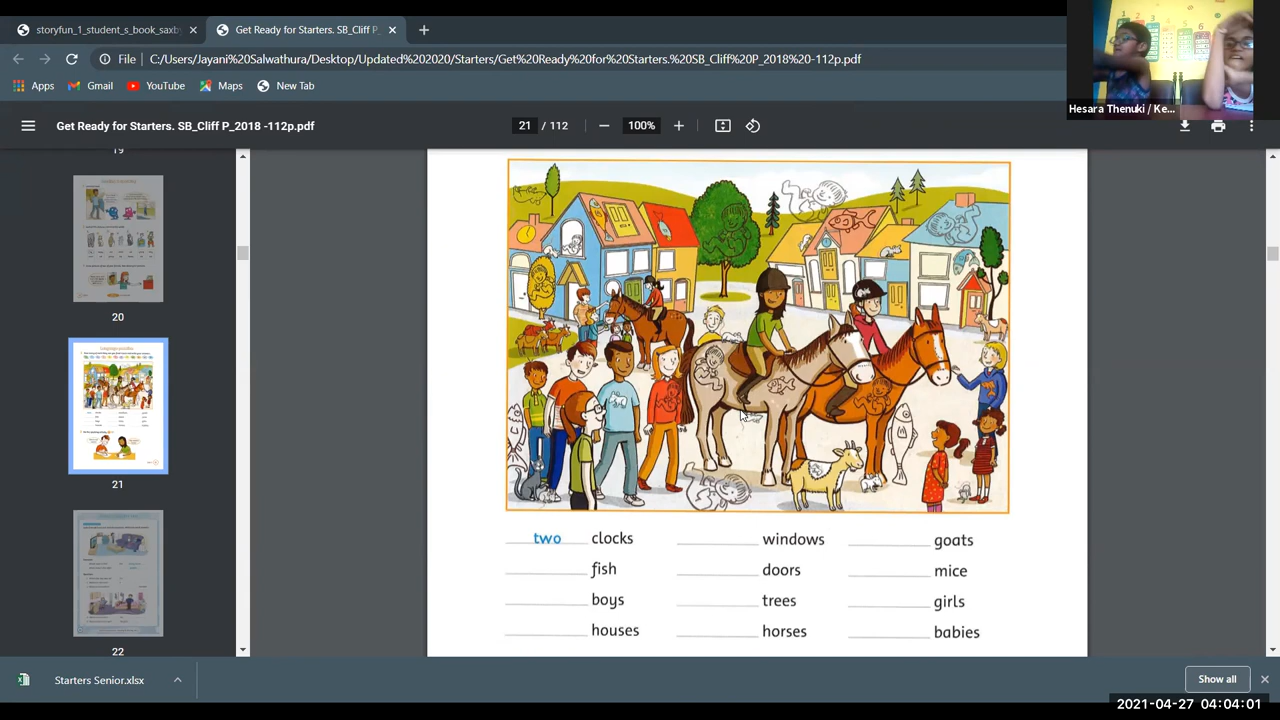 storyfun_1_student_s_book_saxb
Get Ready for Starters. SB_Cliff P_
File C:/Users/Jayani%20Salwathura/Desktop/Updated%202020/Starters/Get%20Ready%20for%20Starters.%20SB_Cliff%20P_2018%20-112p.pdf
Apps Gmail YouTube Maps New Tab
Hesara Thenuki / Ke...
Get Ready for Starters. SB_Cliff P_2018 -112p.pdf 21 / 112 100%
19
20
21
22
two clocks windows goats
fish doors mice
boys trees girls
houses horses babies
Starters Senior.xlsx Show all
2021-04-27 04:04:01